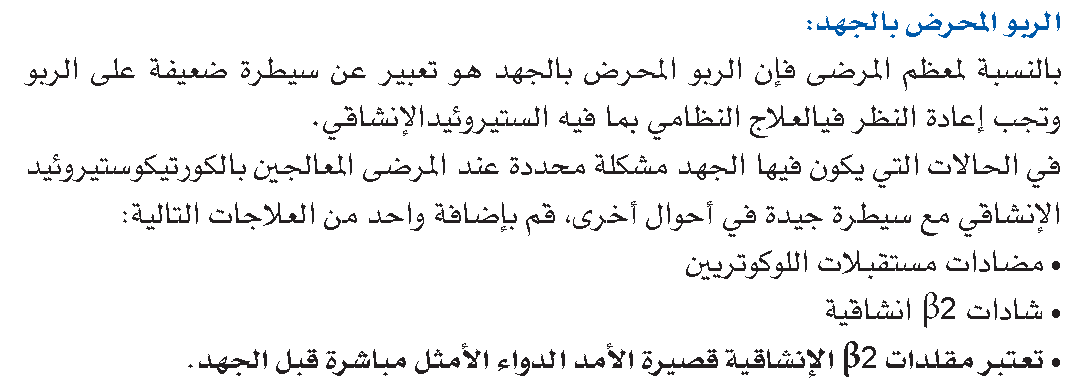 الربو المحرض بالجهد:
بالنسبة لمعظم المرضى فإن الربو المحرض بالجهد هو تعبير عن سيطرة ضعيفة على الربو
وتجب إعادة النظر فيالعلاج النظامي بما فيه الستيروئيدالإنشاقي.
في الحالات التي يكون فيها الجهد مشكلة محددة عند المرضى المعالجين بالكورتيكوستيروئيد
الإنشاقي مع سيطرة جيدة في أحوال أخرى، قم بإضافة واحد من العلاجات التالية:
• مضادات مستقبلات اللوكوتريين
• شادات β2 انشاقية
• تعتبر مقلدات β2 الإنشاقية قصيرة الأمد الدواء الأمثل مباشرة قبل الجهد.